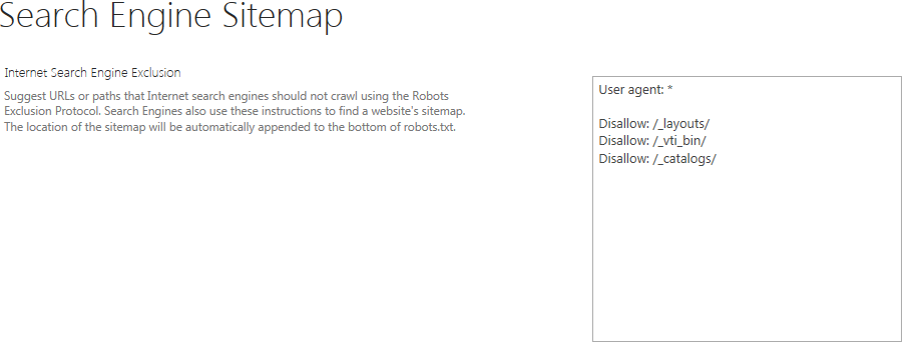 Search Engine Sitemap
Internet Search Engine Exclusion
Suggest URLs or paths that Internet search engines should not crawl using the Robots
Exclusion Protocol. Search Engines also use these instructions to find a website's sitemap.
The location of the sitemap will be automatically appended to the bottom of robots.txt.
User agent: *
Disallow: /_layouts/
Disallow: /_vti_bin/
Disallow: /_catalogs/